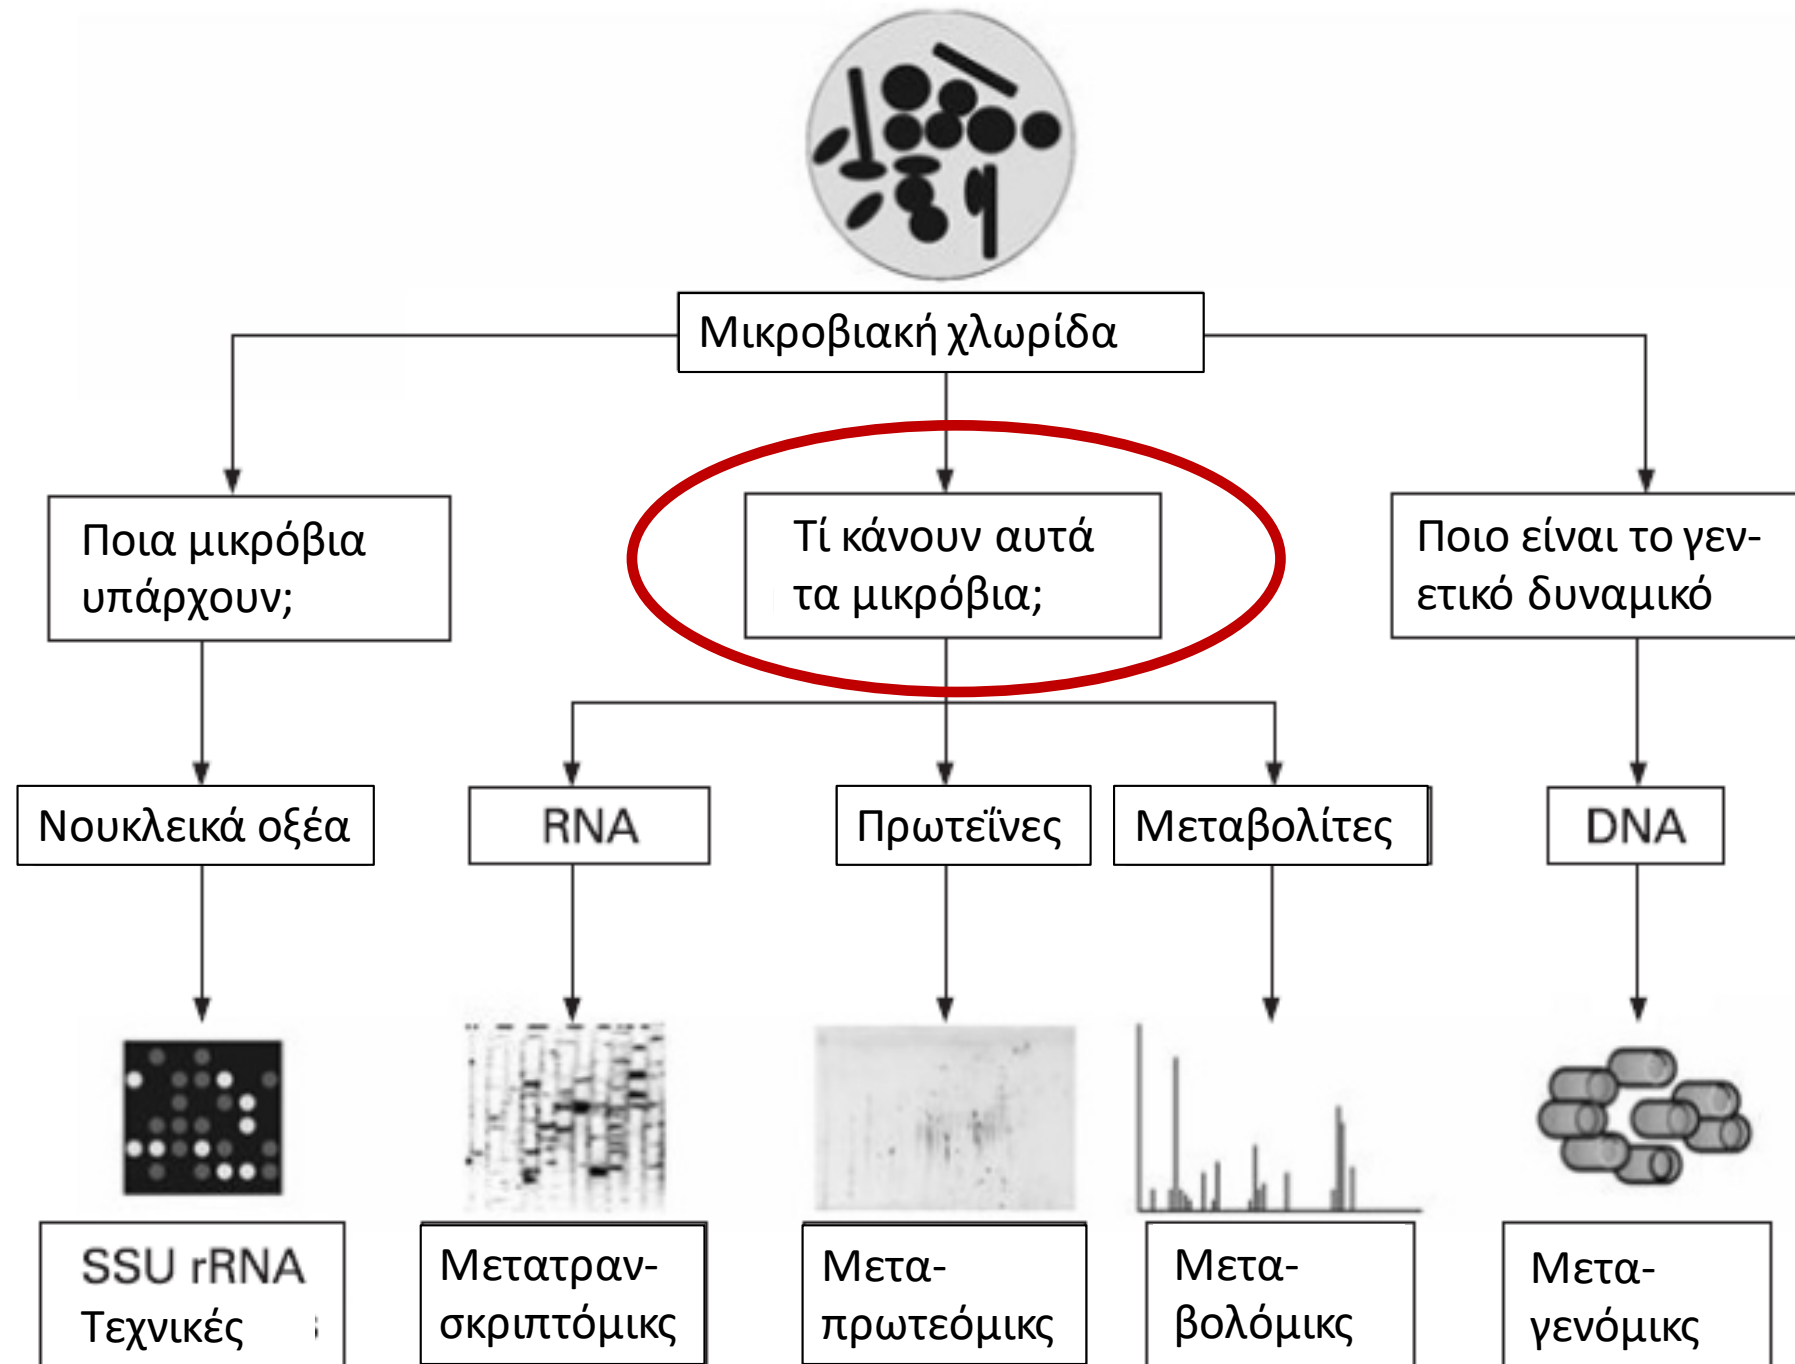 Μικροβιακή χλωρίδα
Ποια μικρόβια
υπάρχουν;
Τί κάνουν αυτά
τα μικρόβια;
Ποιο είναι το γεν-
ετικό δυναμικό
Νουκλεικά οξέα
RNA
Πρωτεΐνες
Μεταβολίτες
DNA
SSU rRNA
Τεχνικές
Μετατραν-
σκριπτόμικς
Μετα-
πρωτεόμικς
Μετα-
βολόμικς
Μετα-
γενόμικς